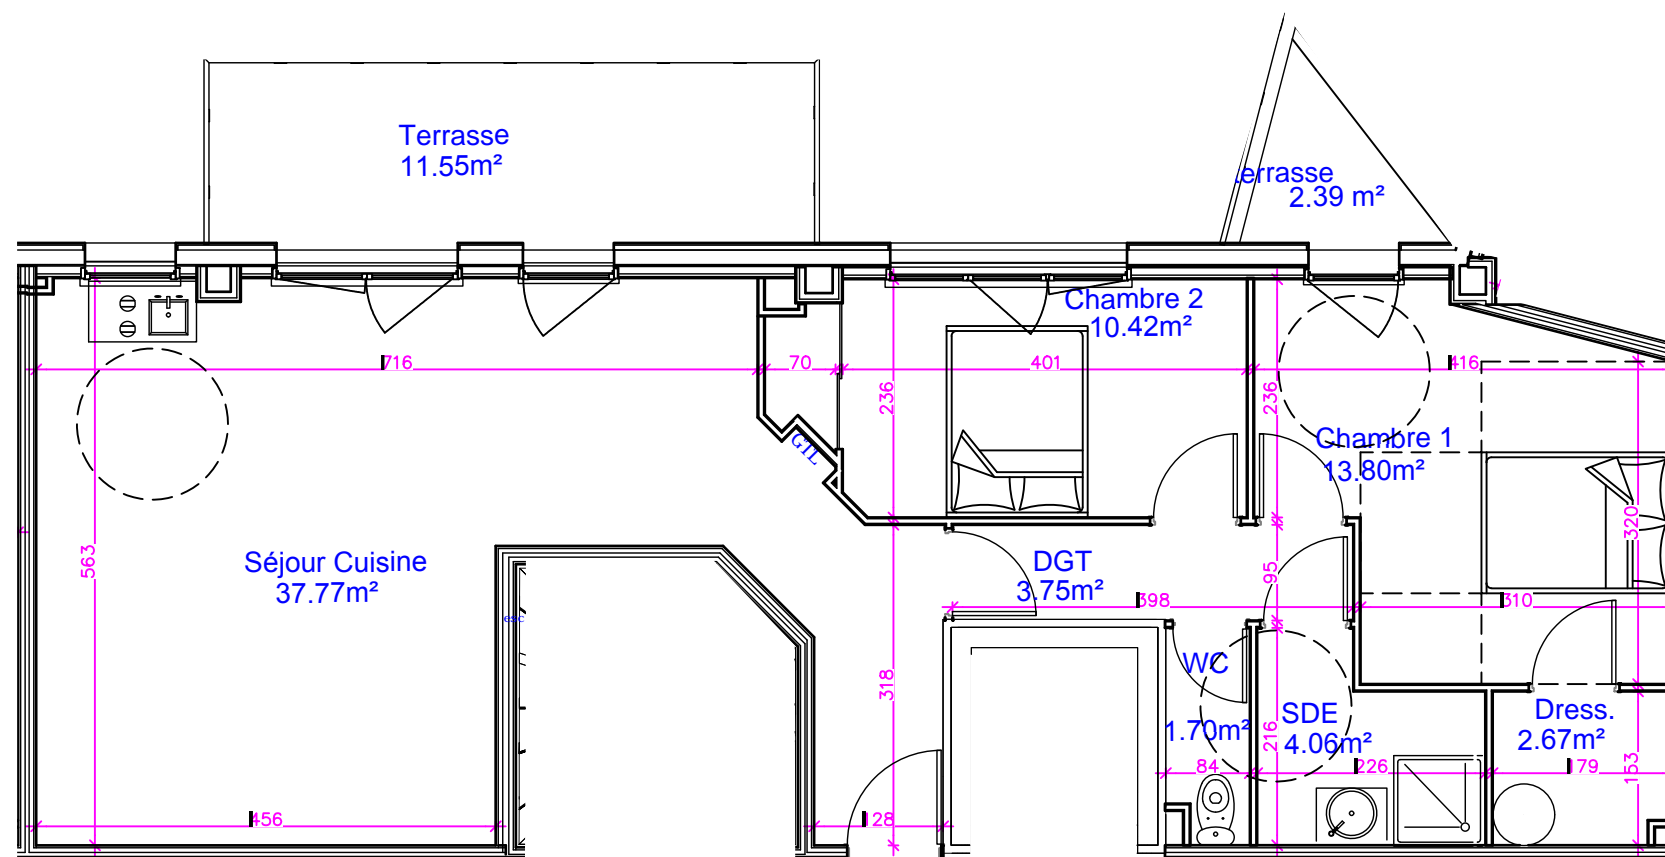 Terrasse
11.55m²
terrasse
2.39 m²
Chambre 2
10.42m²
716
70
401
416
236
236
Chambre 1
13.80m²
GTL
320
Séjour Cuisine
37.77m²
563
DGT
3.75m²
95
398
310
esc
WC
1.70m²
318
SDE
4.06m²
216
Dress.
2.67m²
153
84
226
179
456
128